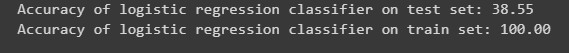 Accuracy of logistic regression classifier on test set: 38.55
Accuracy of logistic regression classifier on train set: 100.00